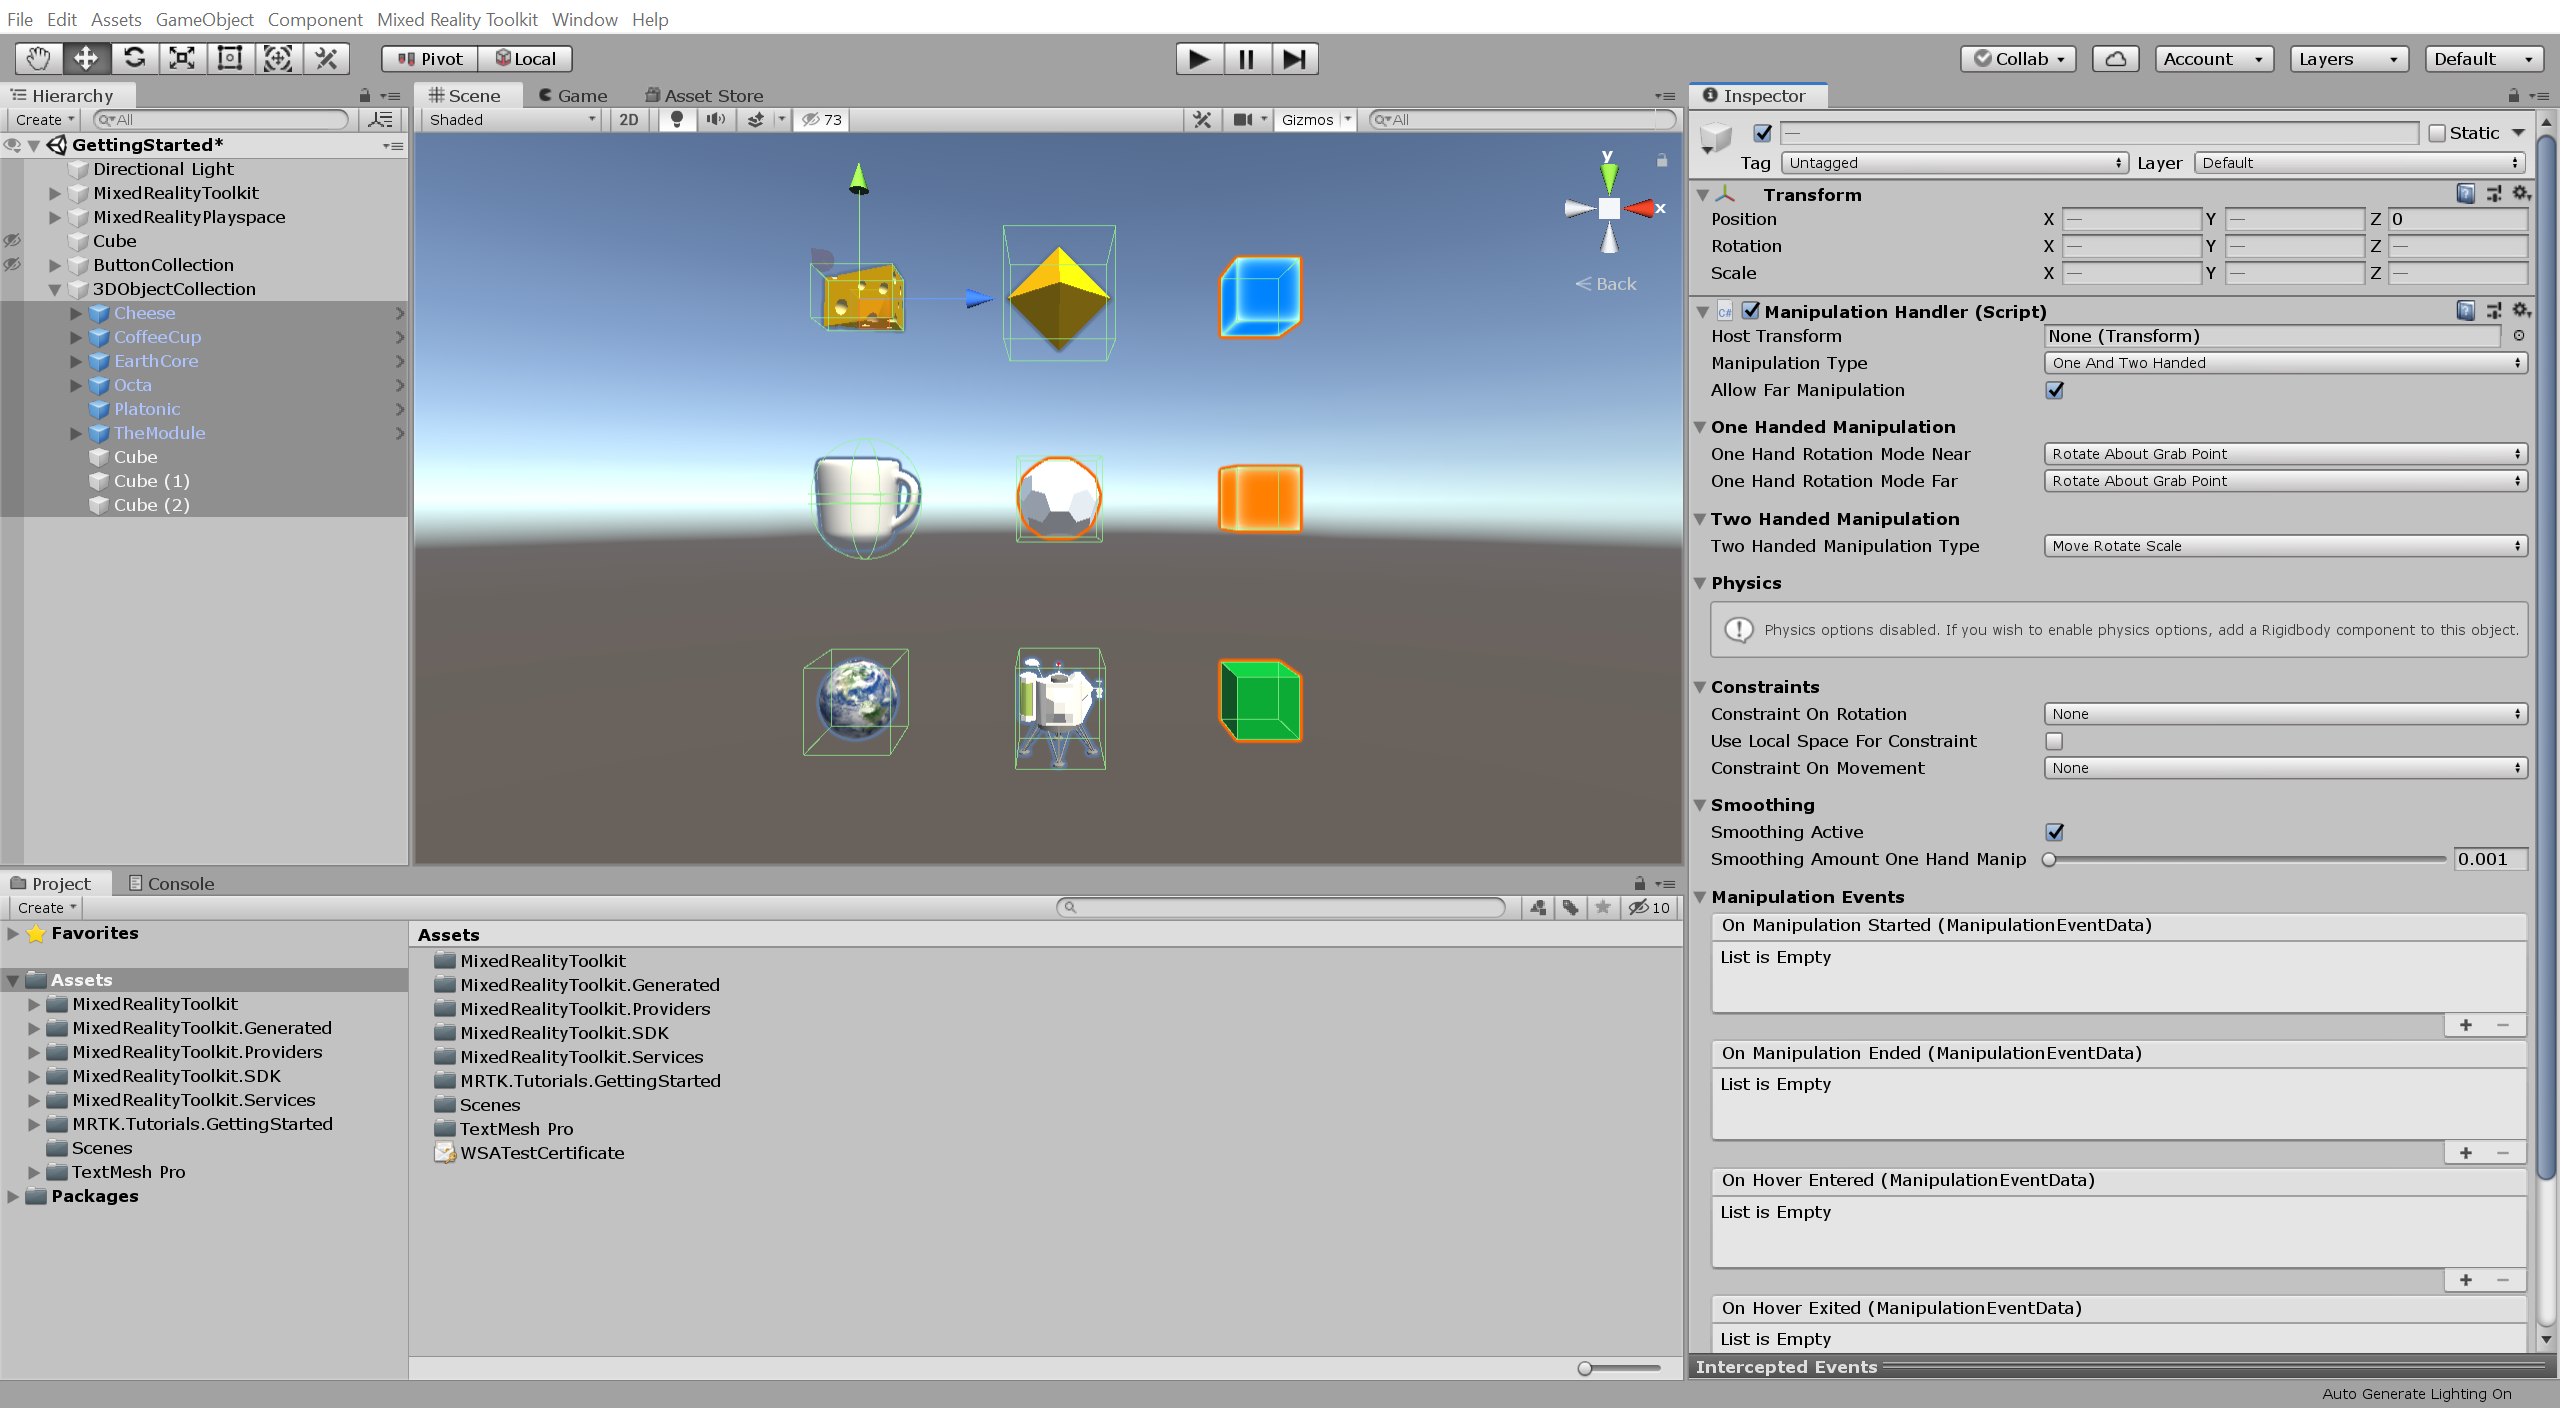 File Edit Assets GameObject Component Mixed Reality Toolkit Window Help
Pivot Local Collab Account Layers Default
Hierarchy
Create All
GettingStarted*
Directional Light
MixedRealityToolkit
MixedRealityPlayspace
Cube
ButtonCollection
3DObjectCollection
Cheese
CoffeeCup
EarthCore
Octa
Platonic
TheModule
Cube
Cube (1)
Cube (2)
Scene Game Asset Store
Shaded 2D 73 Gizmos All
y
x
< Back
Inspector
— Static
Tag Untagged Layer Default
Transform
Position X — Y — Z 0
Rotation X — Y — Z —
Scale X — Y — Z —
C# Manipulation Handler (Script)
Host Transform None (Transform)
Manipulation Type One And Two Handed
Allow Far Manipulation
One Handed Manipulation
One Hand Rotation Mode Near Rotate About Grab Point
One Hand Rotation Mode Far Rotate About Grab Point
Two Handed Manipulation
Two Handed Manipulation Type Move Rotate Scale
Physics
Physics options disabled. If you wish to enable physics options, add a Rigidbody component to this object.
Constraints
Constraint On Rotation None
Use Local Space For Constraint
Constraint On Movement None
Smoothing
Smoothing Active
Smoothing Amount One Hand Manip 0.001
Manipulation Events
On Manipulation Started (ManipulationEventData)
List is Empty
+ −
On Manipulation Ended (ManipulationEventData)
List is Empty
+ −
On Hover Entered (ManipulationEventData)
List is Empty
+ −
On Hover Exited (ManipulationEventData)
List is Empty
Intercepted Events
Project Console
Create 10
Favorites
Assets
MixedRealityToolkit
MixedRealityToolkit.Generated
MixedRealityToolkit.Providers
MixedRealityToolkit.SDK
MixedRealityToolkit.Services
MRTK.Tutorials.GettingStarted
Scenes
TextMesh Pro
Packages
Assets
MixedRealityToolkit
MixedRealityToolkit.Generated
MixedRealityToolkit.Providers
MixedRealityToolkit.SDK
MixedRealityToolkit.Services
MRTK.Tutorials.GettingStarted
Scenes
TextMesh Pro
WSATestCertificate
Auto Generate Lighting On